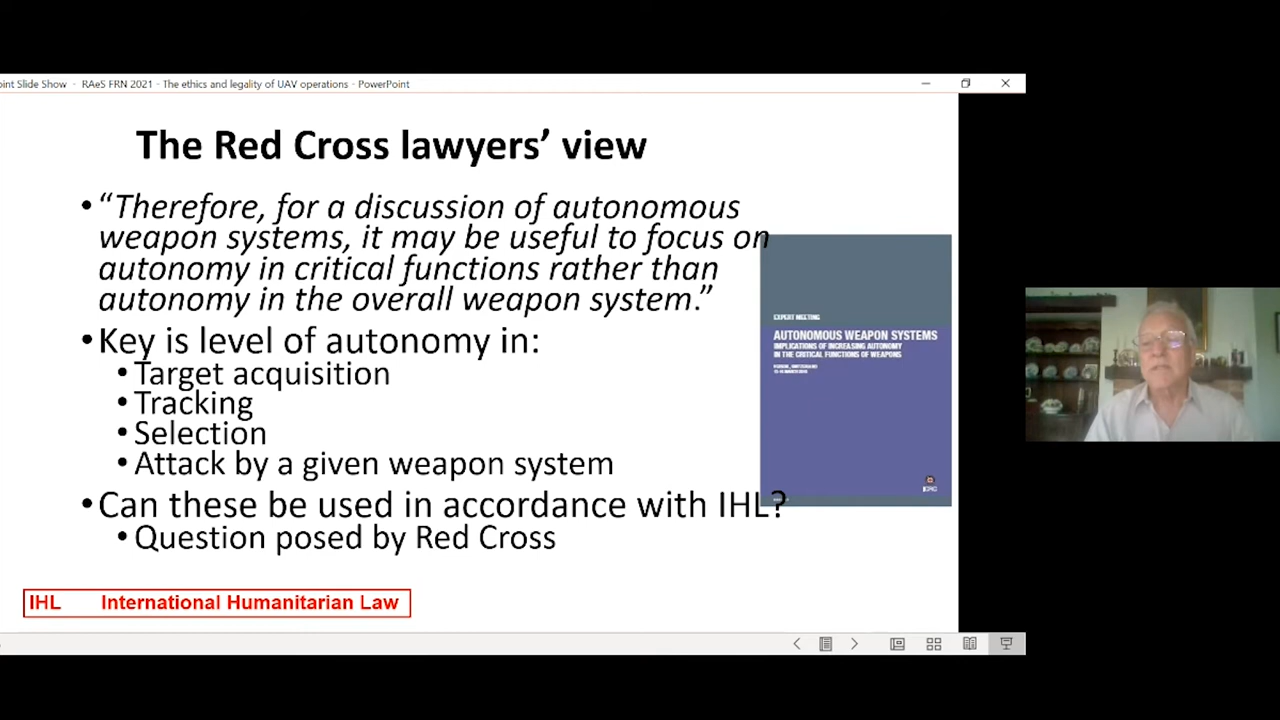 oint Slide Show - RAeS FRN 2021 - The ethics and legality of UAV operations - PowerPoint
The Red Cross lawyers’ view
•“Therefore, for a discussion of autonomous
weapon systems, it may be useful to focus on
autonomy in critical functions rather than
autonomy in the overall weapon system.”
•Key is level of autonomy in:
•Target acquisition
•Tracking
•Selection
•Attack by a given weapon system
•Can these be used in accordance with IHL?
•Question posed by Red Cross
IHL International Humanitarian Law
EXPERT MEETING
AUTONOMOUS WEAPON SYSTEMS
IMPLICATIONS OF INCREASING AUTONOMY
IN THE CRITICAL FUNCTIONS OF WEAPONS